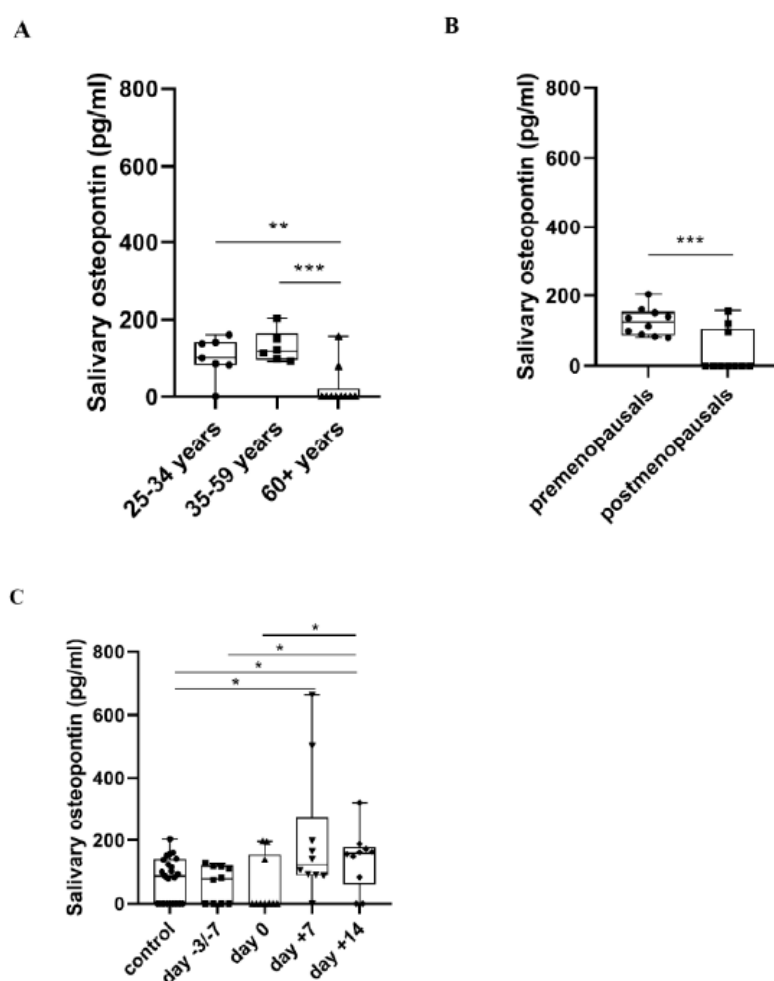 A
Salivary osteopontin (pg/ml)
800
600
400
200
0
**
***
25-34 years
35-59 years
60+ years
B
Salivary osteopontin (pg/ml)
800
600
400
200
0
***
premenopausals
postmenopausals
C
Salivary osteopontin (pg/ml)
800
600
400
200
0
*
*
*
*
control
day -3/-7
day 0
day +7
day +14